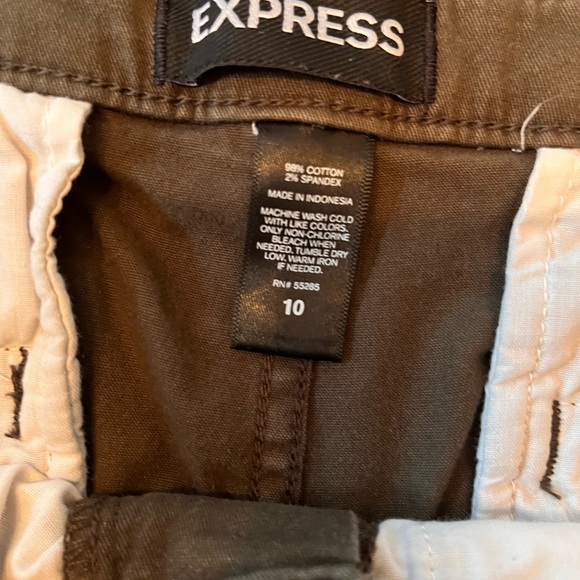 EXPRESS
98% COTTON
2% SPANDEX
MADE IN INDONESIA
MACHINE WASH COLD
WITH LIKE COLORS.
ONLY NON-CHLORINE
BLEACH WHEN
NEEDED. TUMBLE DRY
LOW. WARM IRON
IF NEEDED.
RN# 55285
10